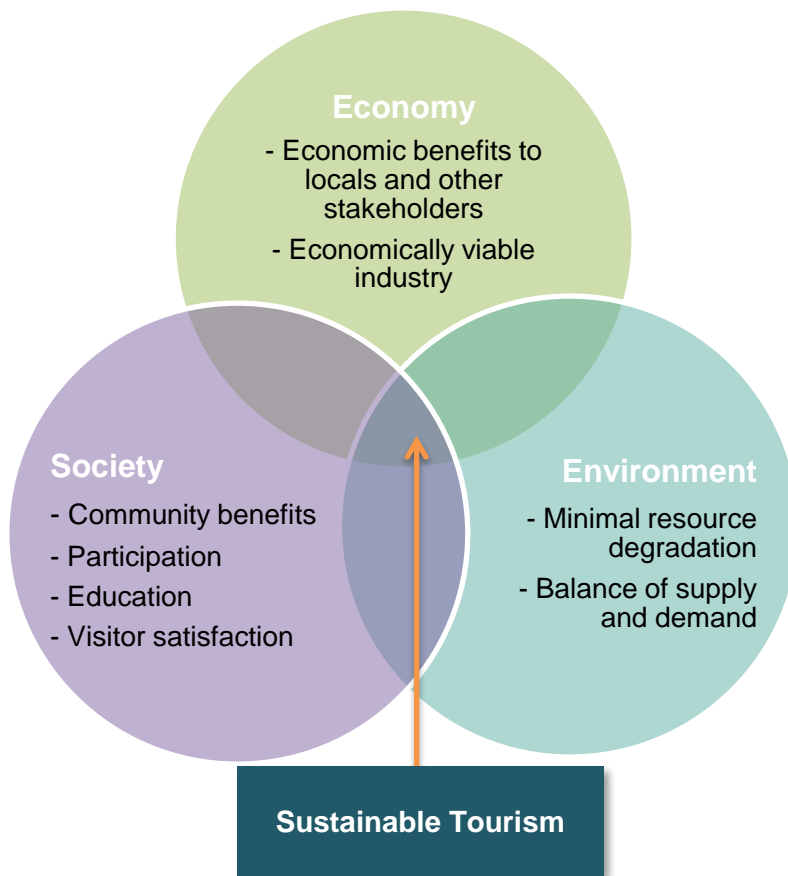 Economy
- Economic benefits to
locals and other
stakeholders
- Economically viable
industry
Society
- Community benefits
- Participation
- Education
- Visitor satisfaction
Environment
- Minimal resource
degradation
- Balance of supply
and demand
Sustainable Tourism